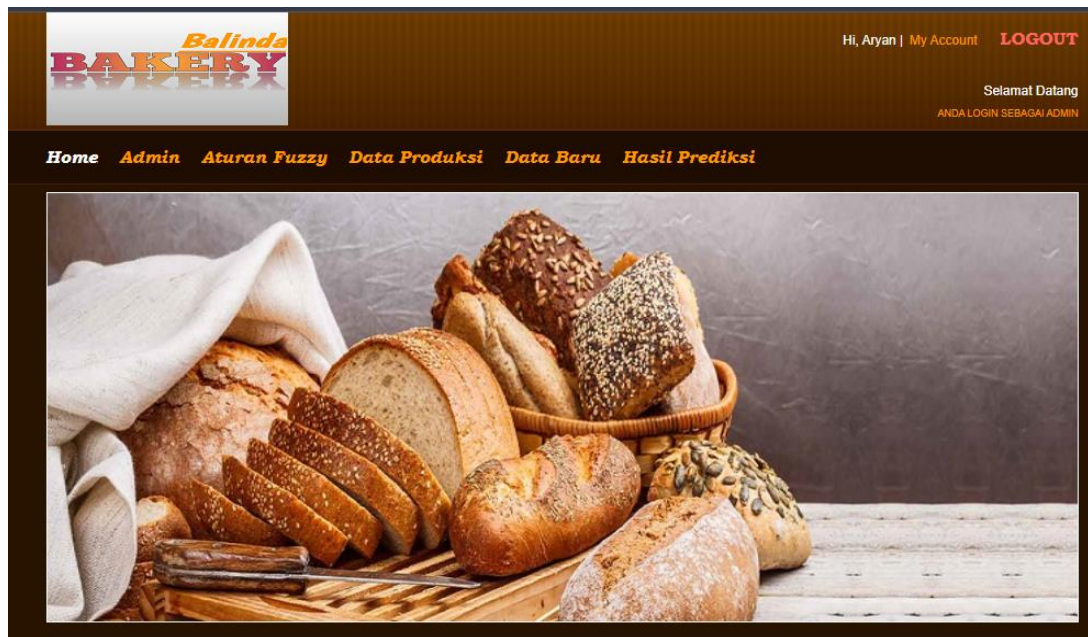 Balinda
BAKERY
Hi, Aryan | My Account LOGOUT
Selamat Datang
ANDA LOGIN SEBAGAI ADMIN
Home Admin Aturan Fuzzy Data Produksi Data Baru Hasil Prediksi